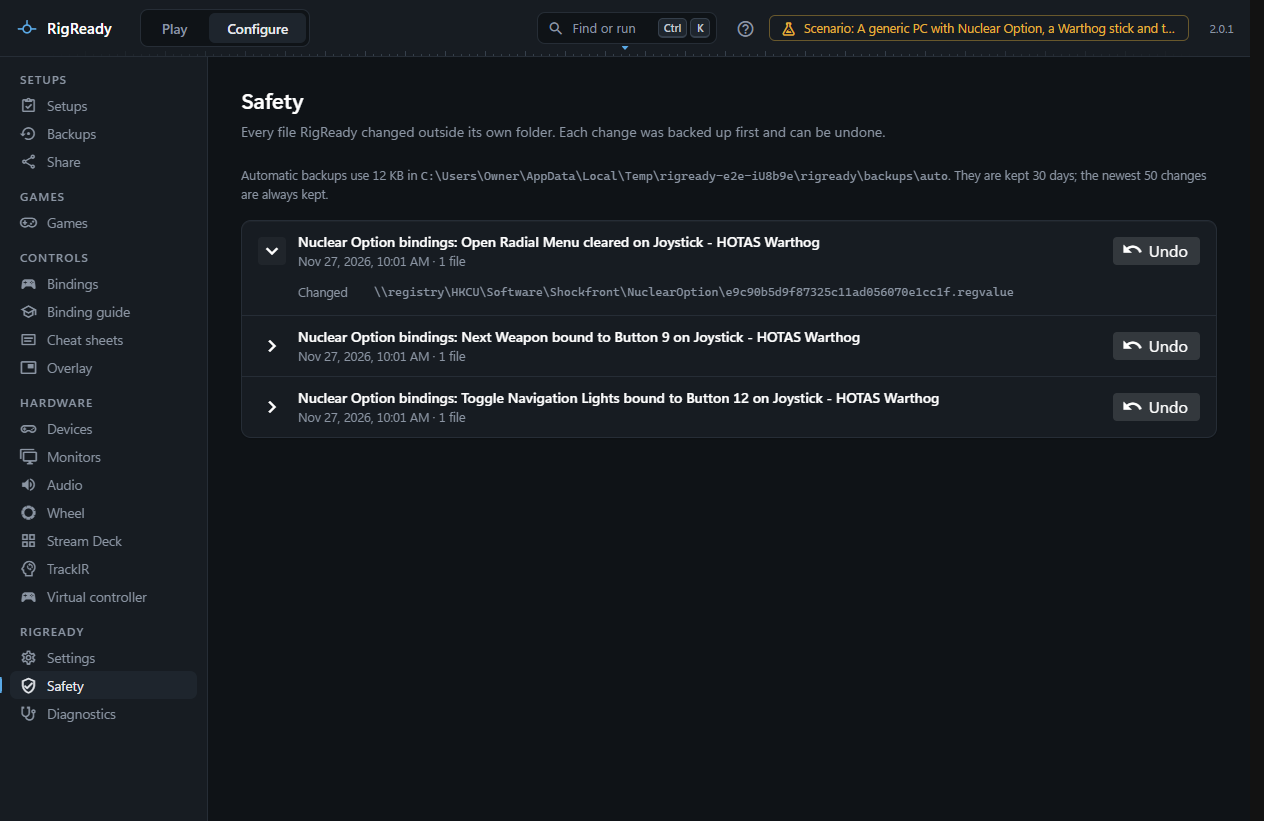 RigReady
Play
Configure
Find or run
Ctrl
K
Scenario: A generic PC with Nuclear Option, a Warthog stick and t...
2.0.1
SETUPS
Setups
Backups
Share
GAMES
Games
CONTROLS
Bindings
Binding guide
Cheat sheets
Overlay
HARDWARE
Devices
Monitors
Audio
Wheel
Stream Deck
TrackIR
Virtual controller
RIGREADY
Settings
Safety
Diagnostics
Safety
Every file RigReady changed outside its own folder. Each change was backed up first and can be undone.
Automatic backups use 12 KB in C:\Users\Owner\AppData\Local\Temp\rigready-e2e-iU8b9e\rigready\backups\auto. They are kept 30 days; the newest 50 changes
are always kept.
Nuclear Option bindings: Open Radial Menu cleared on Joystick - HOTAS Warthog
Nov 27, 2026, 10:01 AM · 1 file
Undo
Changed \\registry\HKCU\Software\Shockfront\NuclearOption\e9c90b5d9f87325c11ad056070e1cc1f.regvalue
Nuclear Option bindings: Next Weapon bound to Button 9 on Joystick - HOTAS Warthog
Nov 27, 2026, 10:01 AM · 1 file
Undo
Nuclear Option bindings: Toggle Navigation Lights bound to Button 12 on Joystick - HOTAS Warthog
Nov 27, 2026, 10:01 AM · 1 file
Undo